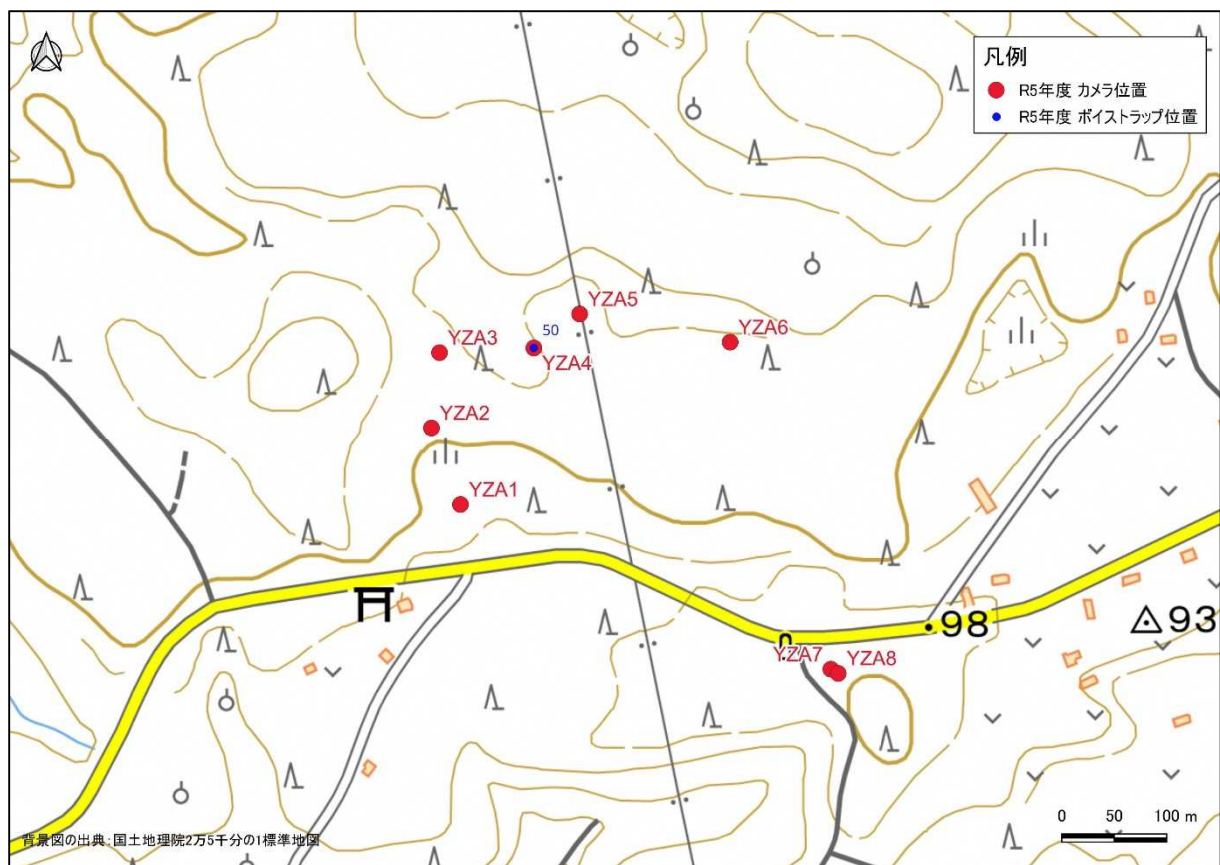 凡例
R5年度 カメラ位置
R5年度 ボイストラップ位置
YZA5
50
YZA3
YZA6
YZA4
YZA2
YZA1
98
93
YZA7
YZA8
0 50 100 m
背景図の出典:国土地理院2万5千分の1標準地図